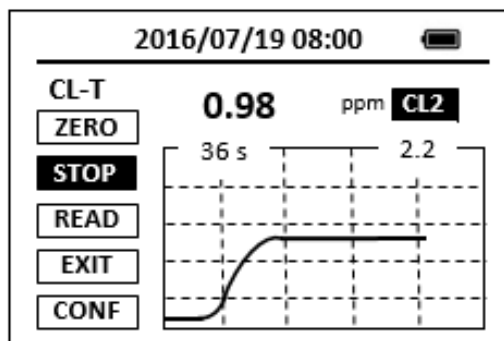 2016/07/19 08:00
CL-T
0.98 ppm CL2
ZERO
36 s 2.2
STOP
READ
EXIT
CONF